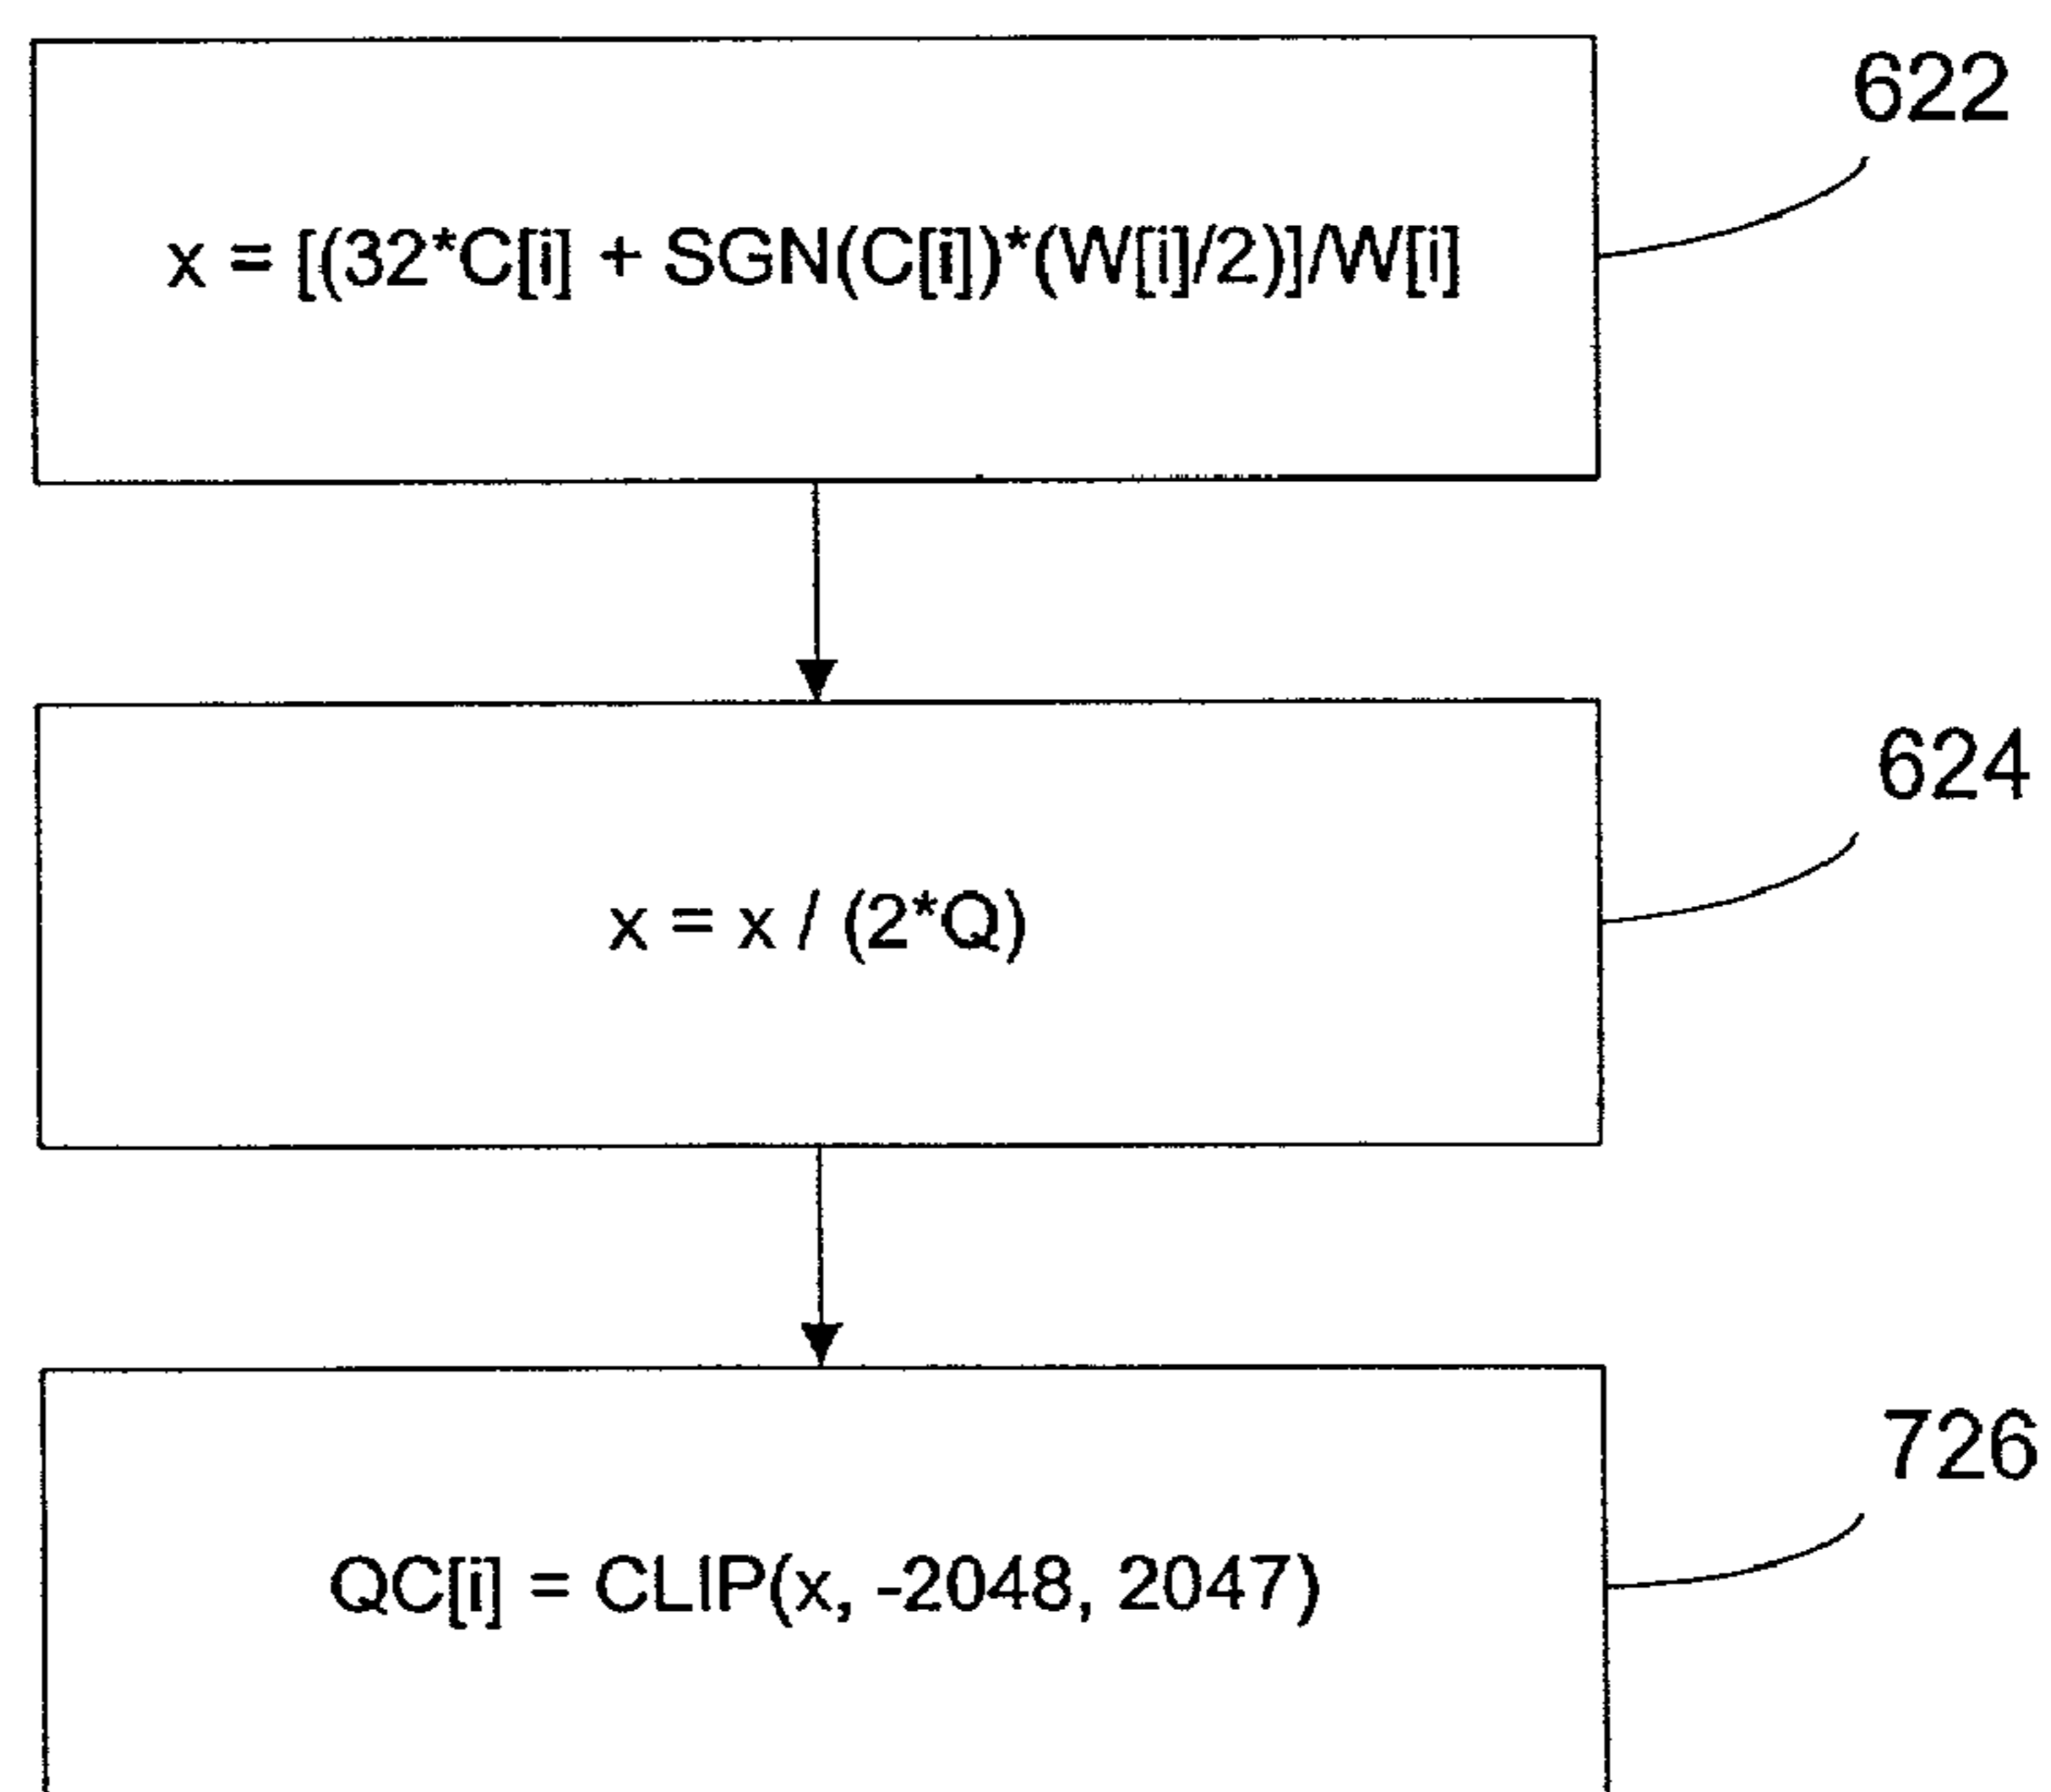 622
x = [(32*C[i] + SGN(C[i])*(W[i]/2)]/W[i]
624
x = x / (2*Q)
726
QC[i] = CLIP(x, -2048, 2047)